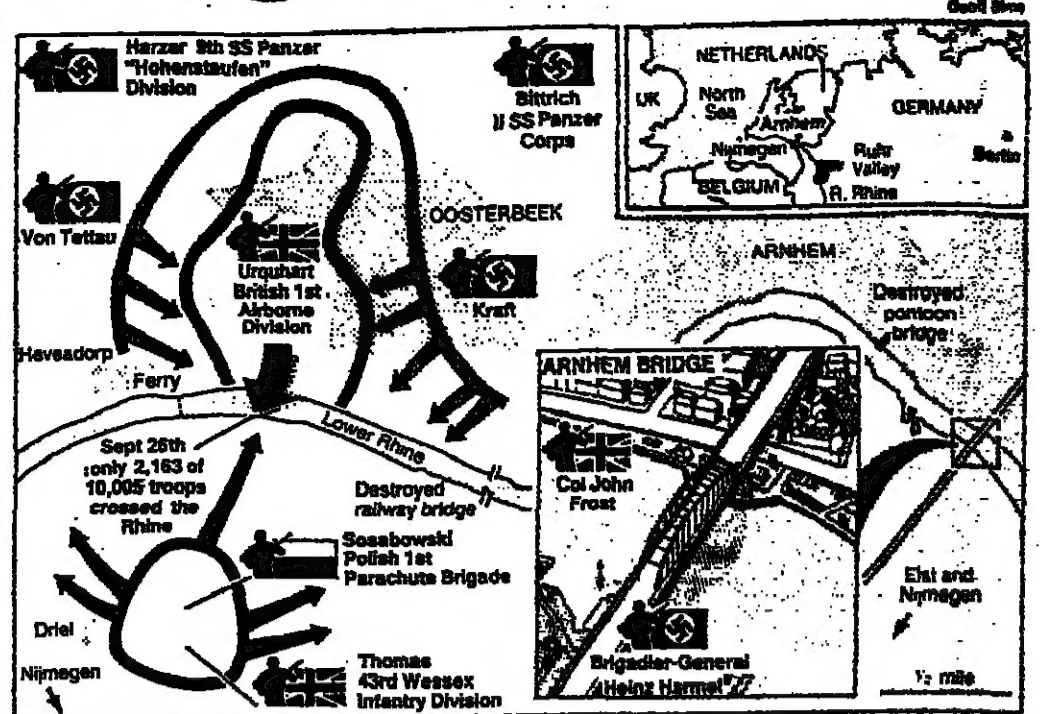 Harzer 9th SS Panzer
"Hohenstaufen"
Division
Bittrich
II SS Panzer
Corps
NETHERLANDS
UK
North
Sea
Arnhem
Nijmegen
GERMANY
Berlin
Ruhr
Valley
BELGIUM
R. Rhine
Von Tettau
OOSTERBEEK
Urquhart
British 1st
Airborne
Division
Kraft
ARNHEM
Destroyed
pontoon
bridge
Heveadorp
Ferry
Lower Rhine
Sept 26th
only 2,163 of
10,005 troops
crossed the
Rhine
Destroyed
railway bridge
ARNHEM BRIDGE
Col John
Frost
Sosabowski
Polish 1st
Parachute Brigade
Elst and
Nijmegen
Driel
Nijmegen
Thomas
43rd Wessex
Infantry Division
Brigadier-General
Heinz Harmel
½ mile